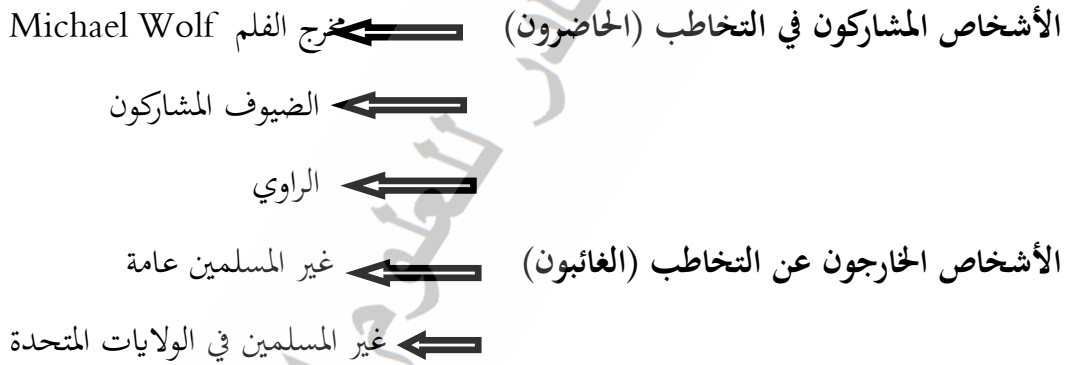 الأشخاص المشاركون في التخاطب (الحاضرون) مخرج الفلم Michael Wolf
الضيوف المشاركون
الراوي
الأشخاص الخارجون عن التخاطب (الغائبون) غير المسلمين عامة
غير المسلمين في الولايات المتحدة